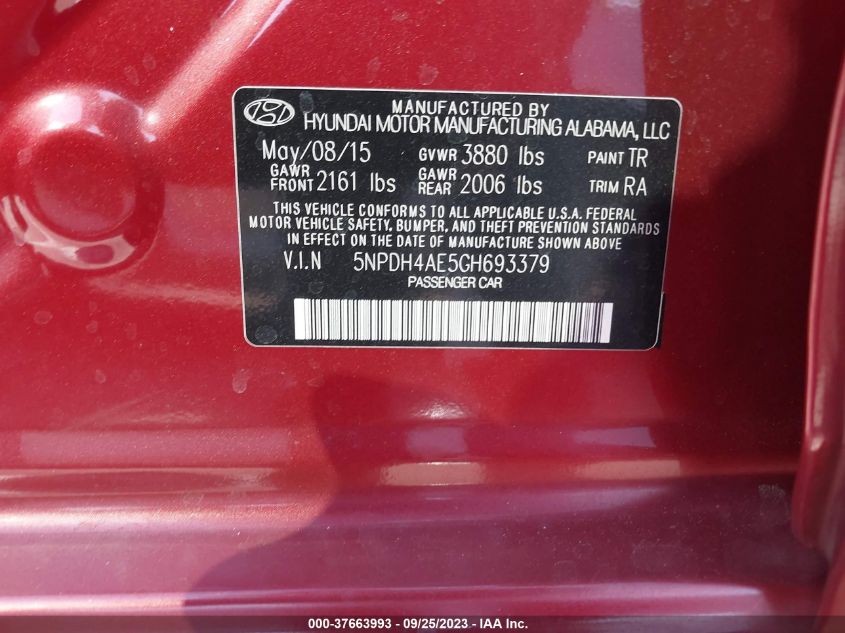 MANUFACTURED BY
HYUNDAI MOTOR MANUFACTURING ALABAMA, LLC
May/08/15 GVWR 3880 lbs PAINT TR
GAWR FRONT 2161 lbs GAWR REAR 2006 lbs TRIM RA
THIS VEHICLE CONFORMS TO ALL APPLICABLE U.S.A. FEDERAL
MOTOR VEHICLE SAFETY, BUMPER, AND THEFT PREVENTION STANDARDS
IN EFFECT ON THE DATE OF MANUFACTURE SHOWN ABOVE.
V.I.N 5NPDH4AE5GH693379
PASSENGER CAR
000-37663993 - 09/25/2023 - IAA Inc.